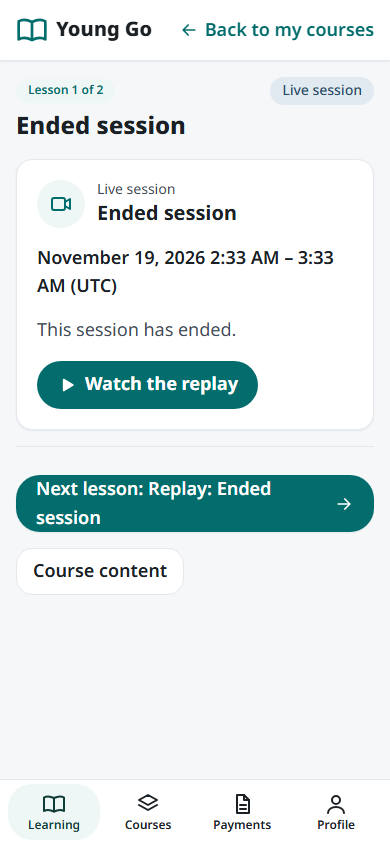 Young Go
← Back to my courses
Lesson 1 of 2
Live session
Ended session
Live session
Ended session
November 19, 2026 2:33 AM – 3:33
AM (UTC)
This session has ended.
Watch the replay
Next lesson: Replay: Ended
session
Course content
Learning
Courses
Payments
Profile